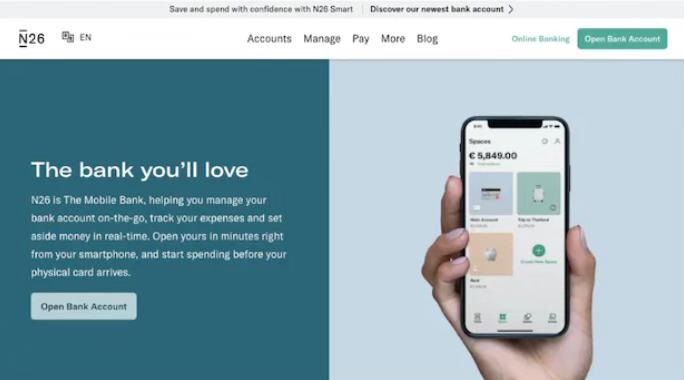 Save and spend with confidence with N26 Smart
Discover our newest bank account
N26
EN
Accounts Manage Pay More Blog
Online Banking
Open Bank Account
The bank you'll love
N26 is The Mobile Bank, helping you manage your
bank account on-the-go, track your expenses and set
aside money in real-time. Open yours in minutes right
from your smartphone, and start spending before your
physical card arrives.
Open Bank Account
Spaces
€ 5,849.00
Main Account
Trip to Thailand
Create New Space